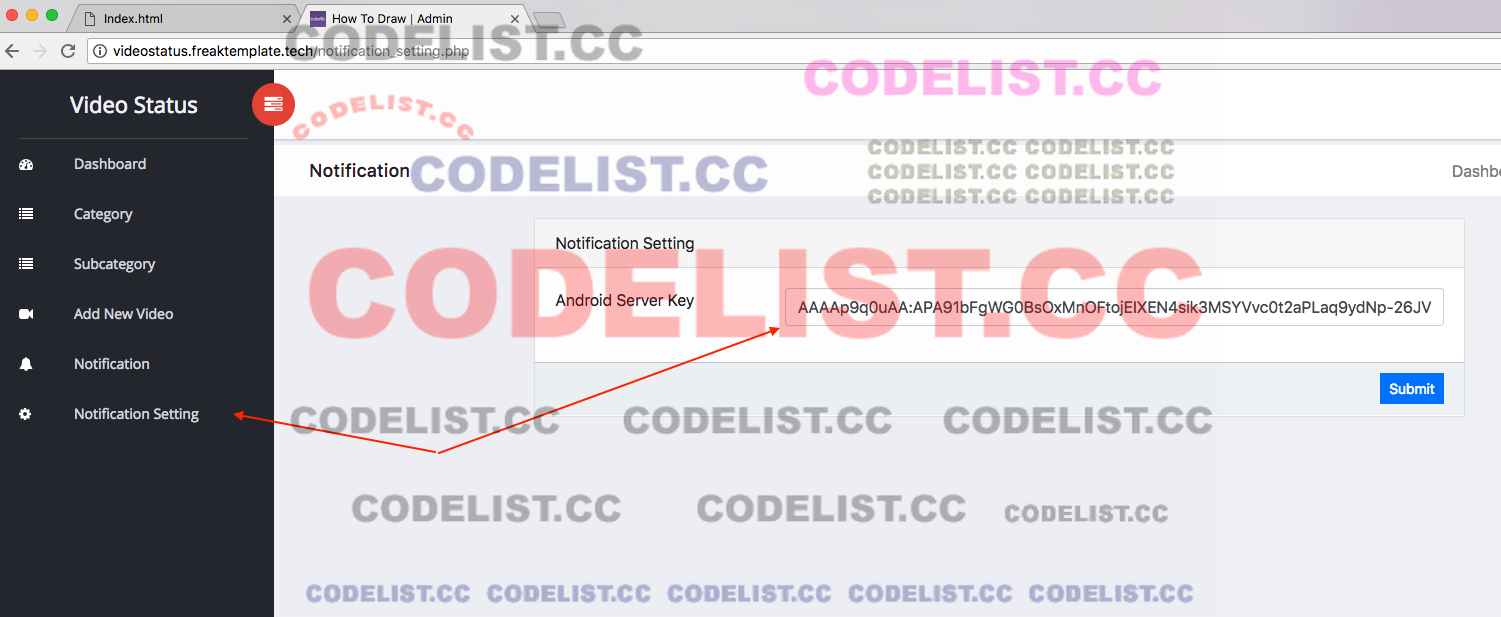 Index.html
How To Draw | Admin
videostatus.freaktemplate.tech/notification_setting.php
CODELIST.CC
CODELIST.CC
Video Status
CODELIST.CC
CODELIST.CC CODELIST.CC
Dashboard
Notification
CODELIST.CC
CODELIST.CC CODELIST.CC
Dashbo
CODELIST.CC CODELIST.CC
Category
Notification Setting
Subcategory
CODELIST.CC
Android Server Key
AAAAp9q0uAA:APA91bFgWG0BsOxMnOFtojEIXEN4sik3MSYVvc0t2aPLaq9ydNp-26JV
Add New Video
Notification
Submit
Notification Setting
CODELIST.CC CODELIST.CC CODELIST.CC
CODELIST.CC CODELIST.CC CODELIST.CC
CODELIST.CC CODELIST.CC CODELIST.CC CODELIST.CC CODELIST.CC